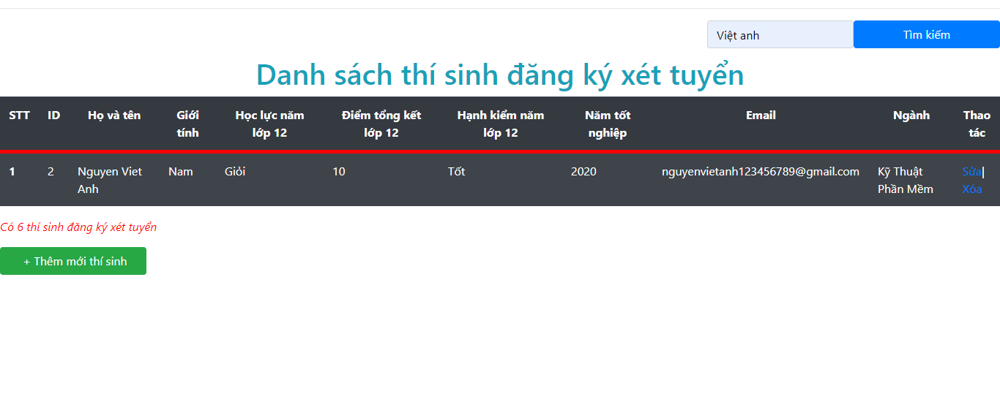 Việt anh
Tìm kiếm
Danh sách thí sinh đăng ký xét tuyển
STT ID Họ và tên Giới tính Học lực năm lớp 12 Điểm tổng kết lớp 12 Hạnh kiểm năm lớp 12 Năm tốt nghiệp Email Ngành Thao tác
1 2 Nguyen Viet Anh Nam Giỏi 10 Tốt 2020 nguyenvietanh123456789@gmail.com Kỹ Thuật Phần Mềm Sửa| Xóa
Có 6 thí sinh đăng ký xét tuyển
+ Thêm mới thí sinh